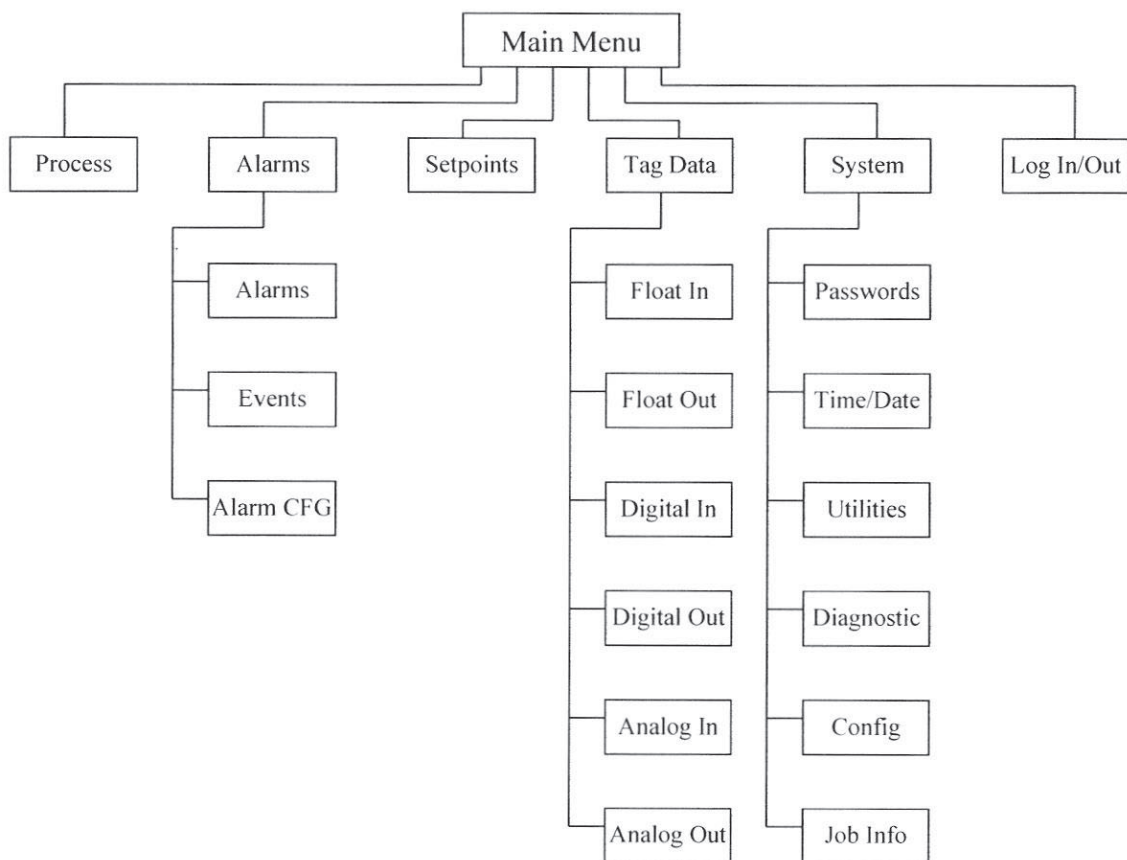 Main Menu
Process
Alarms
Setpoints
Tag Data
System
Log In/Out
Alarms
Float In
Passwords
Events
Float Out
Time/Date
Alarm CFG
Digital In
Utilities
Digital Out
Diagnostic
Analog In
Config
Analog Out
Job Info